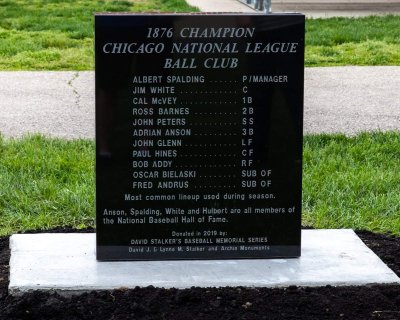 1876 CHAMPION
CHICAGO NATIONAL LEAGUE
BALL CLUB
ALBERT SPALDING ....... P/MANAGER
JIM WHITE ............. C
CAL McVEY ............. 1B
ROSS BARNES ........... 2B
JOHN PETERS ........... SS
ADRIAN ANSON .......... 3B
JOHN GLENN ............ LF
PAUL HINES ............ CF
BOB ADDY .............. RF
OSCAR BIELASKI ........ SUB OF
FRED ANDRUS ........... SUB OF
Most common lineup used during season.
Anson, Spalding, White and Hulbert are all members of
the National Baseball Hall of Fame.
Donated in 2019 by:
DAVID STALKER'S BASEBALL MEMORIAL SERIES
David J. & Lynne M. Stalker and Archie Monuments